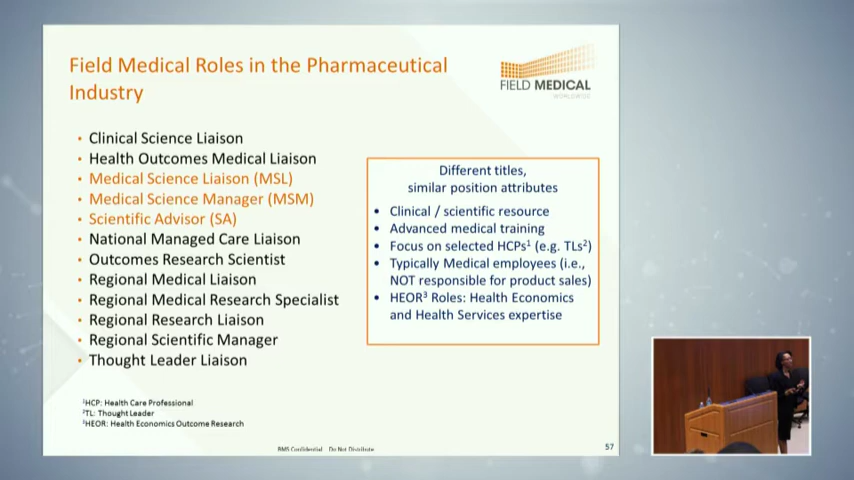 Field Medical Roles in the Pharmaceutical
Industry
FIELD MEDICAL
WORLDWIDE
• Clinical Science Liaison
• Health Outcomes Medical Liaison
• Medical Science Liaison (MSL)
• Medical Science Manager (MSM)
• Scientific Advisor (SA)
• National Managed Care Liaison
• Outcomes Research Scientist
• Regional Medical Liaison
• Regional Medical Research Specialist
• Regional Research Liaison
• Regional Scientific Manager
• Thought Leader Liaison
Different titles,
similar position attributes
• Clinical / scientific resource
• Advanced medical training
• Focus on selected HCPs¹ (e.g. TLs²)
• Typically Medical employees (i.e.,
NOT responsible for product sales)
• HEOR³ Roles: Health Economics
and Health Services expertise
¹HCP: Health Care Professional
²TL: Thought Leader
³HEOR: Health Economics Outcome Research
BMS Confidential Do Not Distribute
57